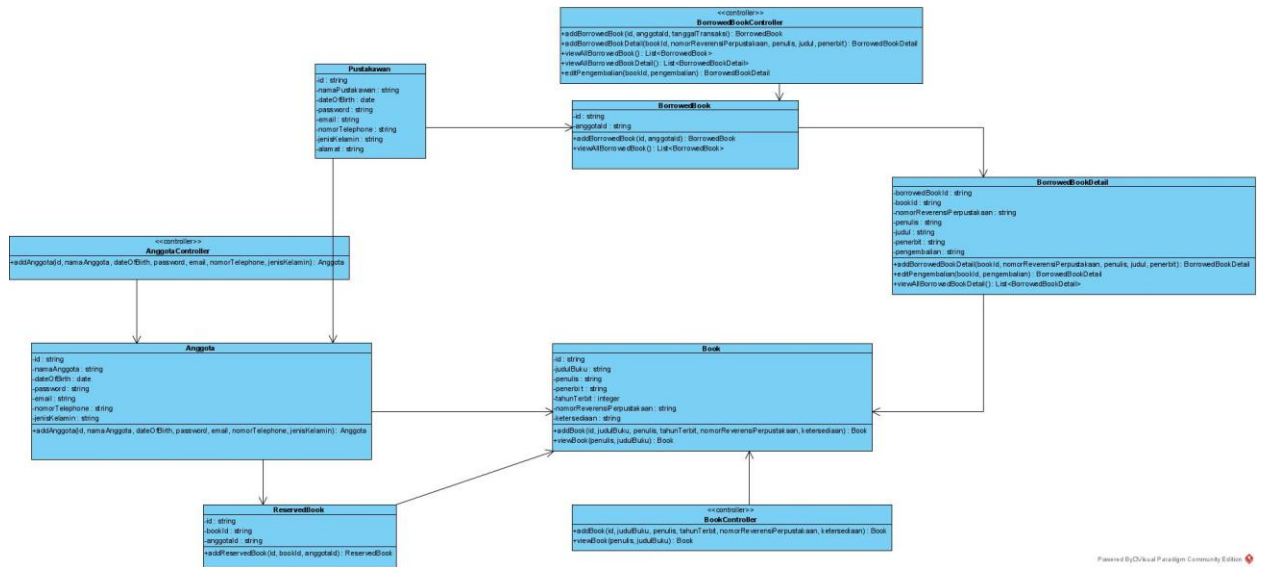 <<controller>>
BorrowedBookController
+addBorrowedBook(id, anggotaId, tanggalTransaksi) : BorrowedBook
+addBorrowedBookDetail(bookId, nomorReverensiPerpustakaan, penulis, judul, penerbit) : BorrowedBookDetail
+viewAllBorrowedBook() : List<BorrowedBook>
+viewAllBorrowedBookDetail() : List<BorrowedBookDetail>
+editPengembalian(bookId, pengembalian) : BorrowedBookDetail
Pustakawan
-id : string
-namaPustakawan : string
-dateOfBirth : date
-password : string
-email : string
-nomorTelephone : string
-jenisKelamin : string
-alamat : string
BorrowedBook
-id : string
-anggotaId : string
+addBorrowedBook(id, anggotaId) : BorrowedBook
+viewAllBorrowedBook() : List<BorrowedBook>
BorrowedBookDetail
-borrowedBookId : string
-bookId : string
-nomorReverensiPerpustakaan : string
-penulis : string
-judul : string
-penerbit : string
-pengembalian : string
+addBorrowedBookDetail(bookId, nomorReverensiPerpustakaan, penulis, judul, penerbit) : BorrowedBookDetail
+editPengembalian(bookId, pengembalian) : BorrowedBookDetail
+viewAllBorrowedBookDetail() : List<BorrowedBookDetail>
<<controller>>
AnggotaController
+addAnggota(id, namaAnggota, dateOfBirth, password, email, nomorTelephone, jenisKelamin) : Anggota
Anggota
-id : string
-namaAnggota : string
-dateOfBirth : date
-password : string
-email : string
-nomorTelephone : string
-jenisKelamin : string
+addAnggota(id, namaAnggota, dateOfBirth, password, email, nomorTelephone, jenisKelamin) : Anggota
Book
-id : string
-judulBuku : string
-penulis : string
-penerbit : string
-tahunTerbit : integer
-nomorReverensiPerpustakaan : string
-ketersediaan : string
+addBook(id, judulBuku, penulis, tahunTerbit, nomorReverensiPerpustakaan, ketersediaan) : Book
+viewBook(penulis, judulBuku) : Book
ReservedBook
-id : string
-bookId : string
-anggotaId : string
+addReservedBook(id, bookId, anggotaId) : ReservedBook
<<controller>>
BookController
+addBook(id, judulBuku, penulis, tahunTerbit, nomorReverensiPerpustakaan, ketersediaan) : Book
+viewBook(penulis, judulBuku) : Book
Powered By Visual Paradigm Community Edition